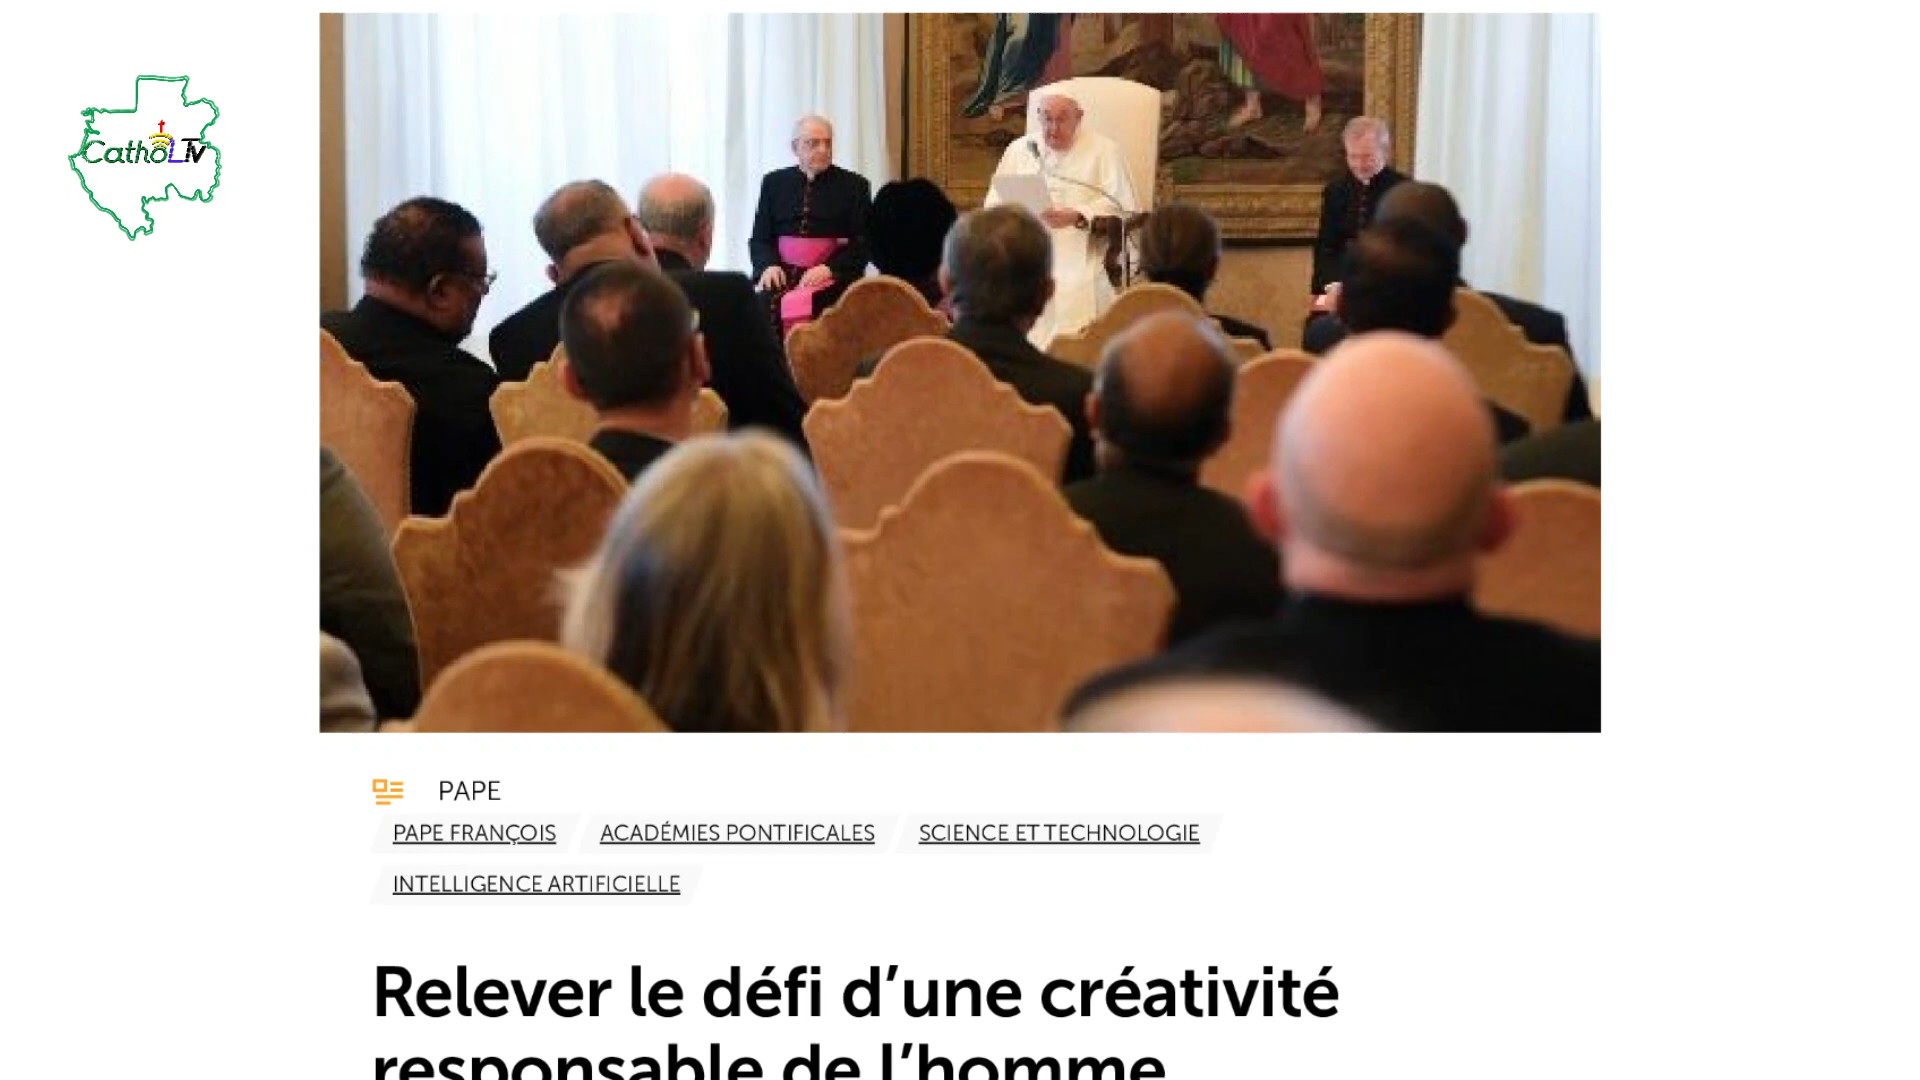 CathoLTv
PAPE
PAPE FRANÇOIS ACADÉMIES PONTIFICALES SCIENCE ET TECHNOLOGIE
INTELLIGENCE ARTIFICIELLE
Relever le défi d’une créativité
responsable de l’homme